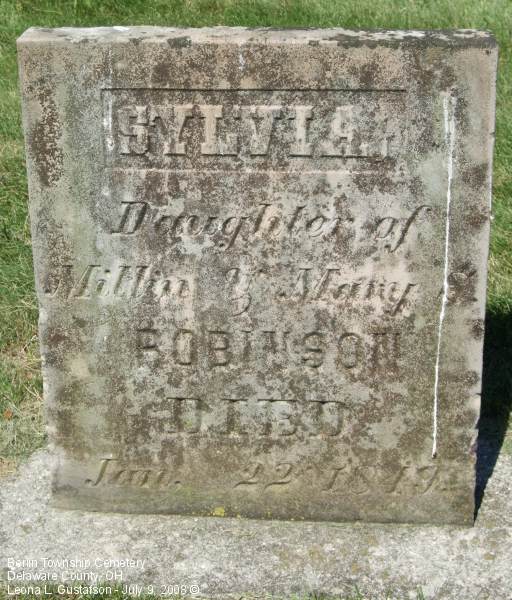 SYLVIA
Daughter of
Millin & Mary S.
ROBINSON
DIED
Jan. 22 1849.
Berlin Township Cemetery
Delaware County, OH
Leona L. Gustafson - July 9, 2008 ©